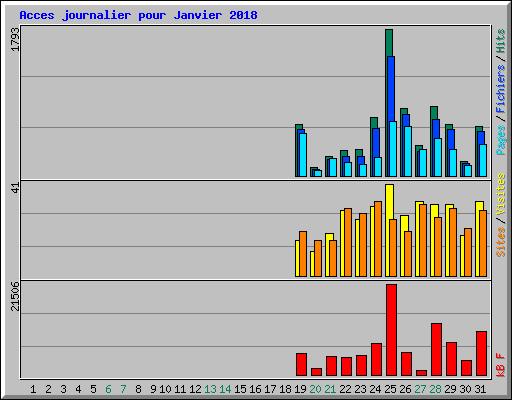 Acces journalier pour Janvier 2018
1793
41
21506
Pages/Fichiers/Hits
Sites/Visites
kB F
1 2 3 4 5 6 7 8 9 10 11 12 13 14 15 16 17 18 19 20 21 22 23 24 25 26 27 28 29 30 31